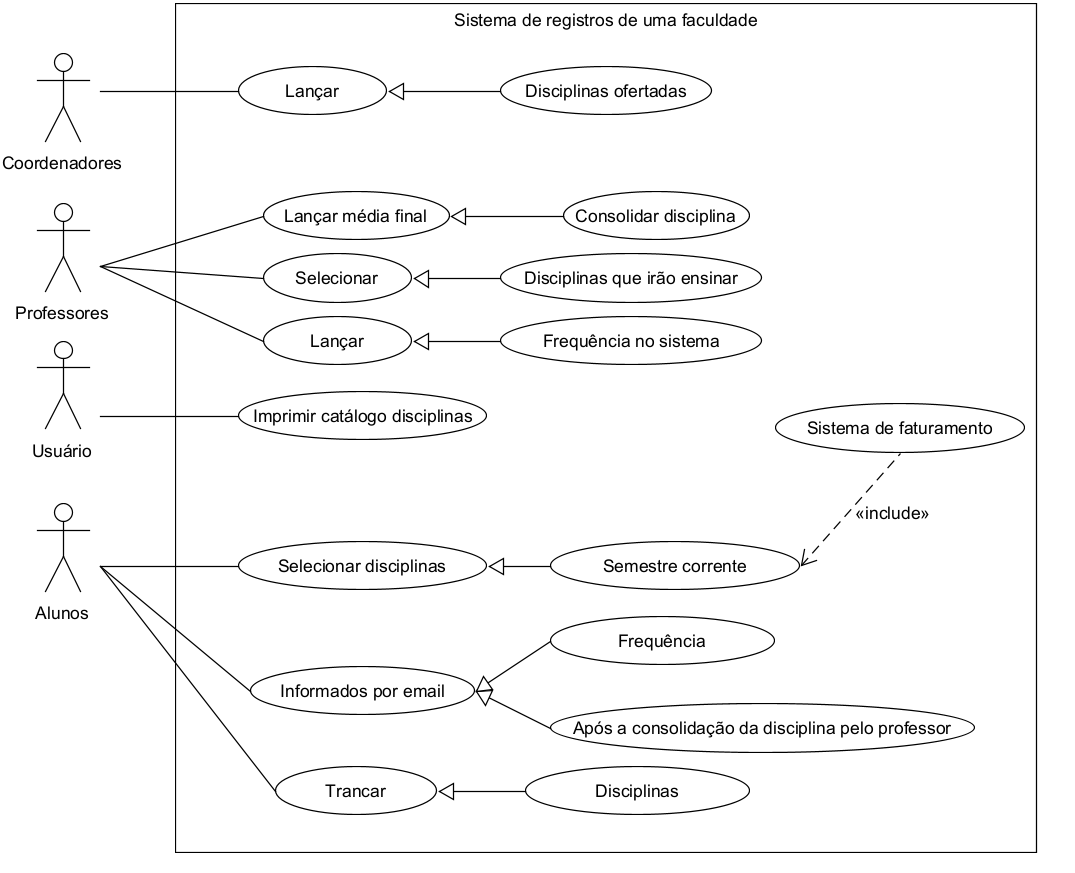 Sistema de registros de uma faculdade
Coordenadores
Lançar
Disciplinas ofertadas
Professores
Lançar média final
Consolidar disciplina
Selecionar
Disciplinas que irão ensinar
Lançar
Frequência no sistema
Usuário
Imprimir catálogo disciplinas
Sistema de faturamento
«include»
Alunos
Selecionar disciplinas
Semestre corrente
Informados por email
Frequência
Após a consolidação da disciplina pelo professor
Trancar
Disciplinas